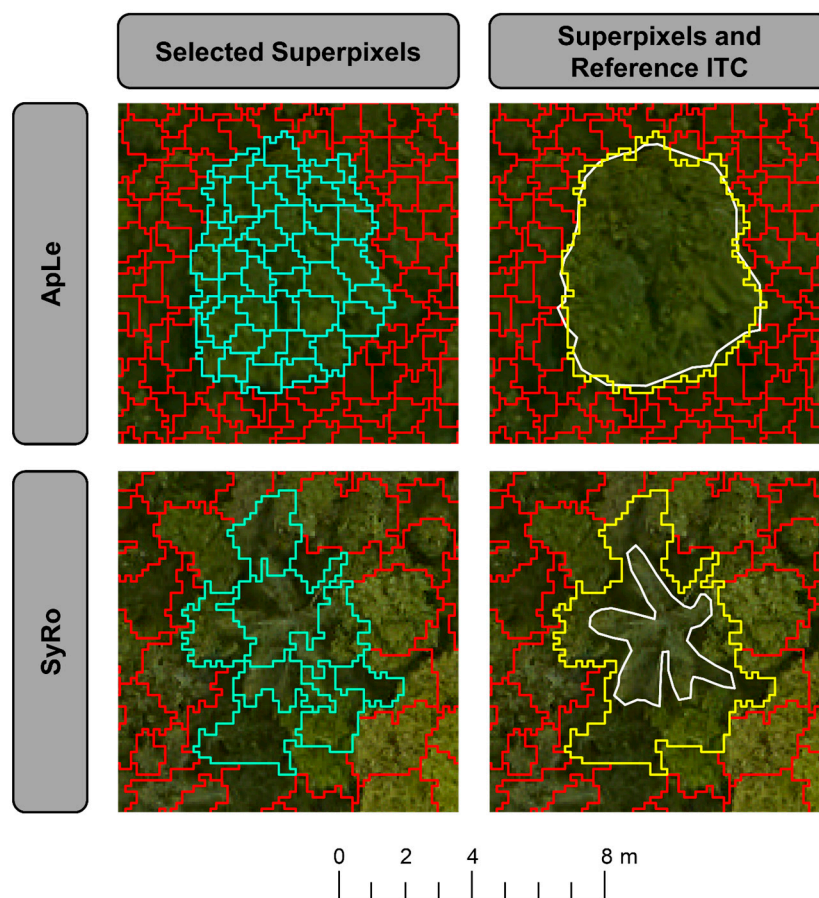 Selected Superpixels
Superpixels and
Reference ITC
ApLe
SyRo
0 2 4 8 m